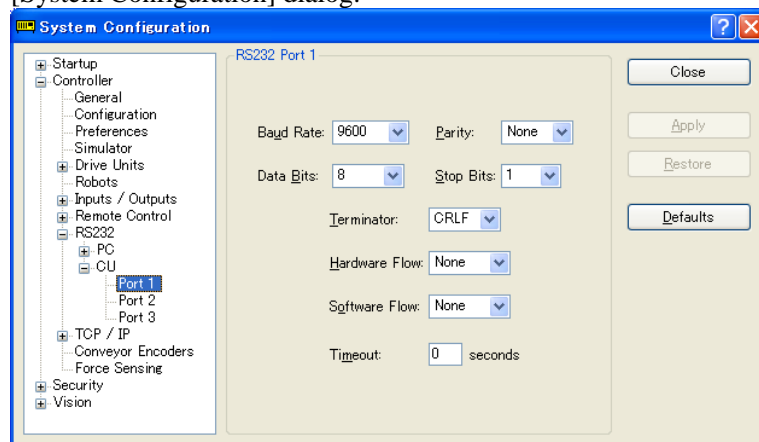 [System Configuration] dialog.
System Configuration
Startup
Controller
General
Configuration
Preferences
Simulator
Drive Units
Robots
Inputs / Outputs
Remote Control
RS232
PC
CU
Port 1
Port 2
Port 3
TCP / IP
Conveyor Encoders
Force Sensing
Security
Vision
RS232 Port 1
Baud Rate: 9600 Parity: None
Data Bits: 8 Stop Bits: 1
Terminator: CRLF
Hardware Flow: None
Software Flow: None
Timeout: 0 seconds
Close
Apply
Restore
Defaults